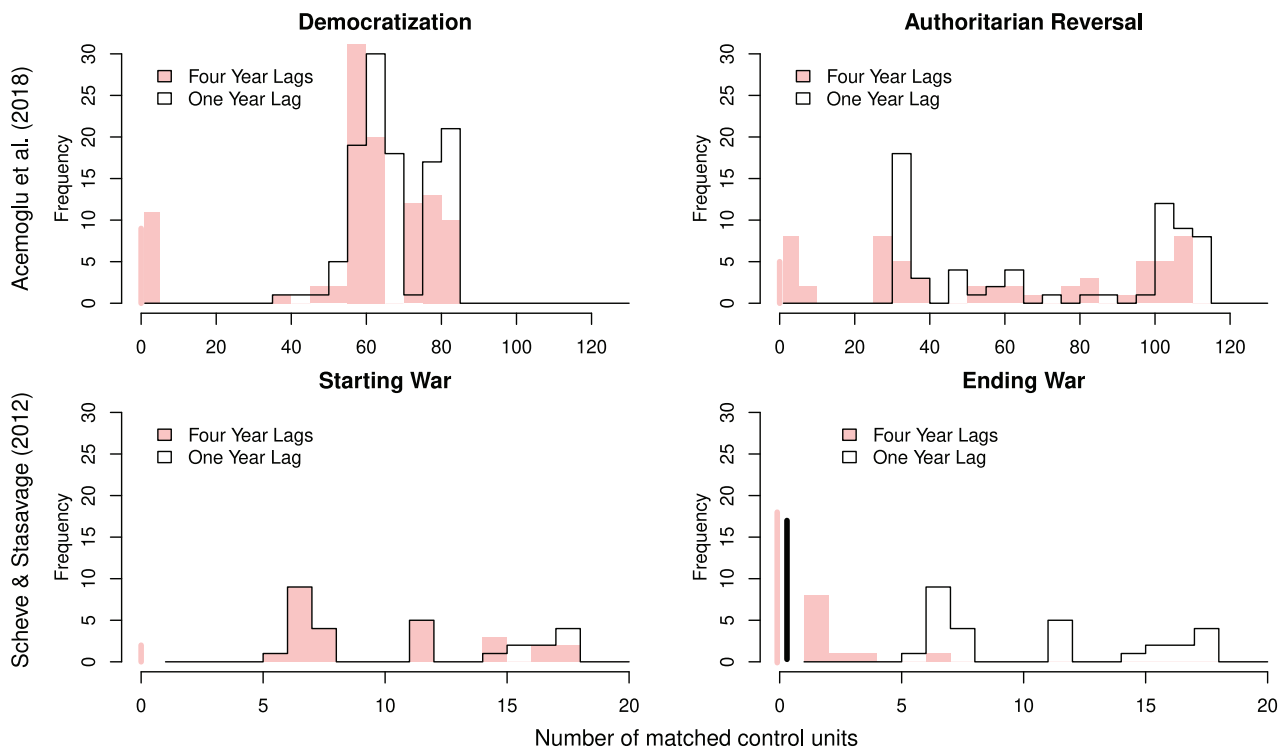 Democratization
Authoritarian Reversal
Acemoglu et al. (2018)
Frequency
0 5 10 15 20 25 30
Four Year Lags
One Year Lag
0 20 40 60 80 100 120
Frequency
0 5 10 15 20 25 30
Four Year Lags
One Year Lag
0 20 40 60 80 100 120
Starting War
Ending War
Scheve & Stasavage (2012)
Frequency
0 5 10 15 20 25 30
Four Year Lags
One Year Lag
0 5 10 15 20
Frequency
0 5 10 15 20 25 30
Four Year Lags
One Year Lag
0 5 10 15 20
Number of matched control units